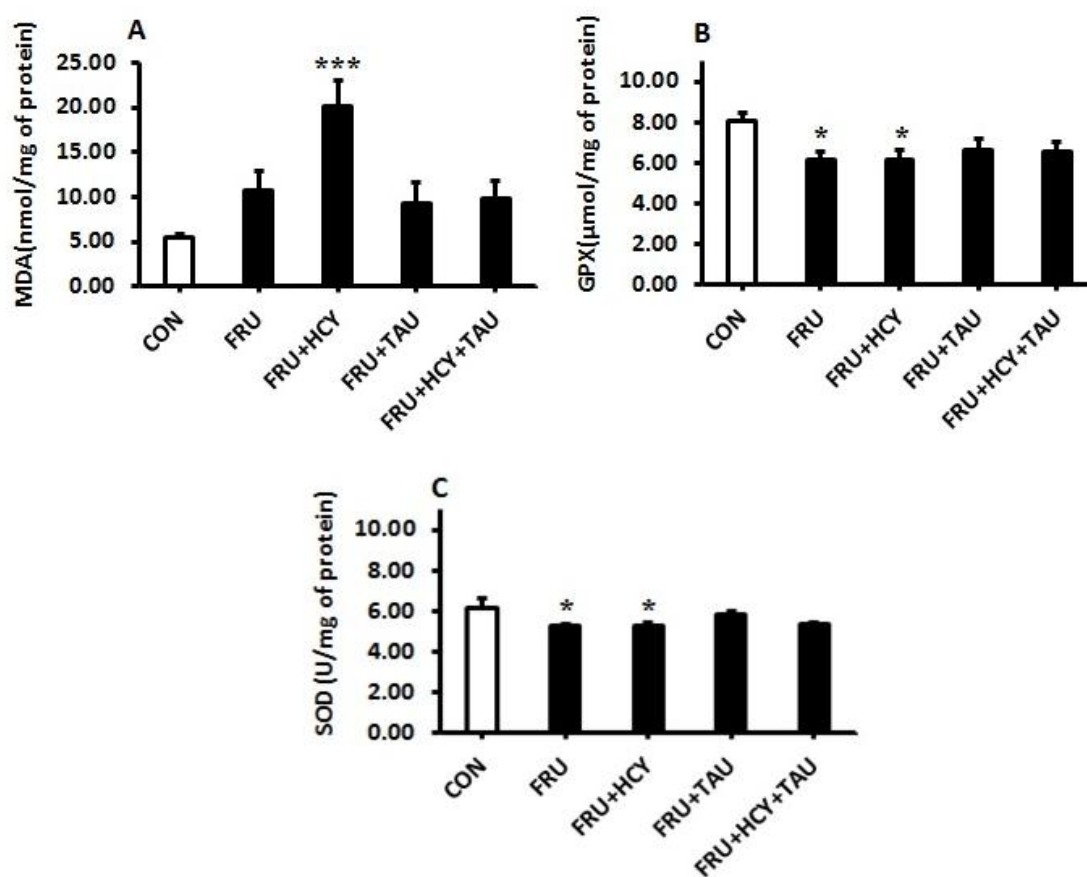 A
MDA(nmol/mg of protein)
25.00
20.00
15.00
10.00
5.00
0.00
***
CON
FRU
FRU+HCY
FRU+TAU
FRU+HCY+TAU
B
GPX(µmol/mg of protein)
10.00
8.00
6.00
4.00
2.00
0.00
*
*
CON
FRU
FRU+HCY
FRU+TAU
FRU+HCY+TAU
C
SOD (U/mg of protein)
10.00
8.00
6.00
4.00
2.00
0.00
*
*
CON
FRU
FRU+HCY
FRU+TAU
FRU+HCY+TAU